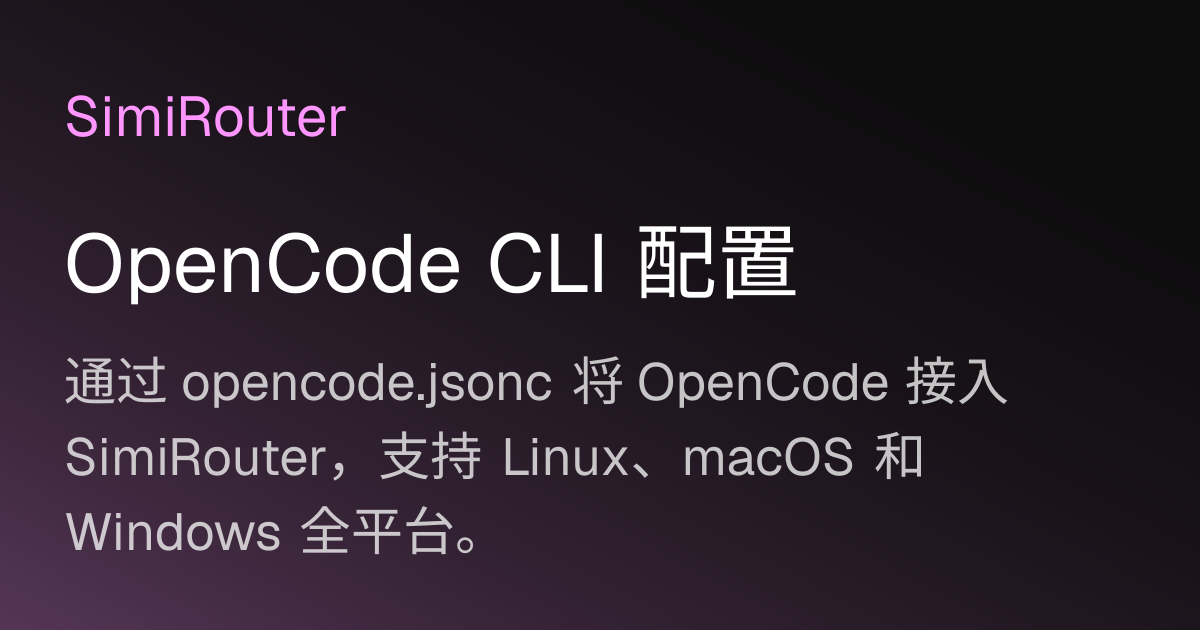 SimiRouter
OpenCode CLI 配置
通过 opencode.jsonc 将 OpenCode 接入
SimiRouter，支持 Linux、macOS 和
Windows 全平台。